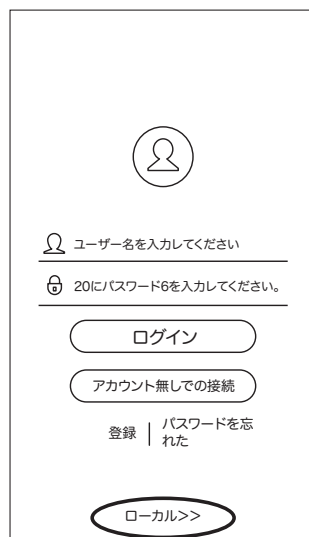 ユーザー名を入力してください
20にパスワード6を入力してください。
ログイン
アカウント無しでの接続
登録
パスワードを忘
れた
ローカル>>